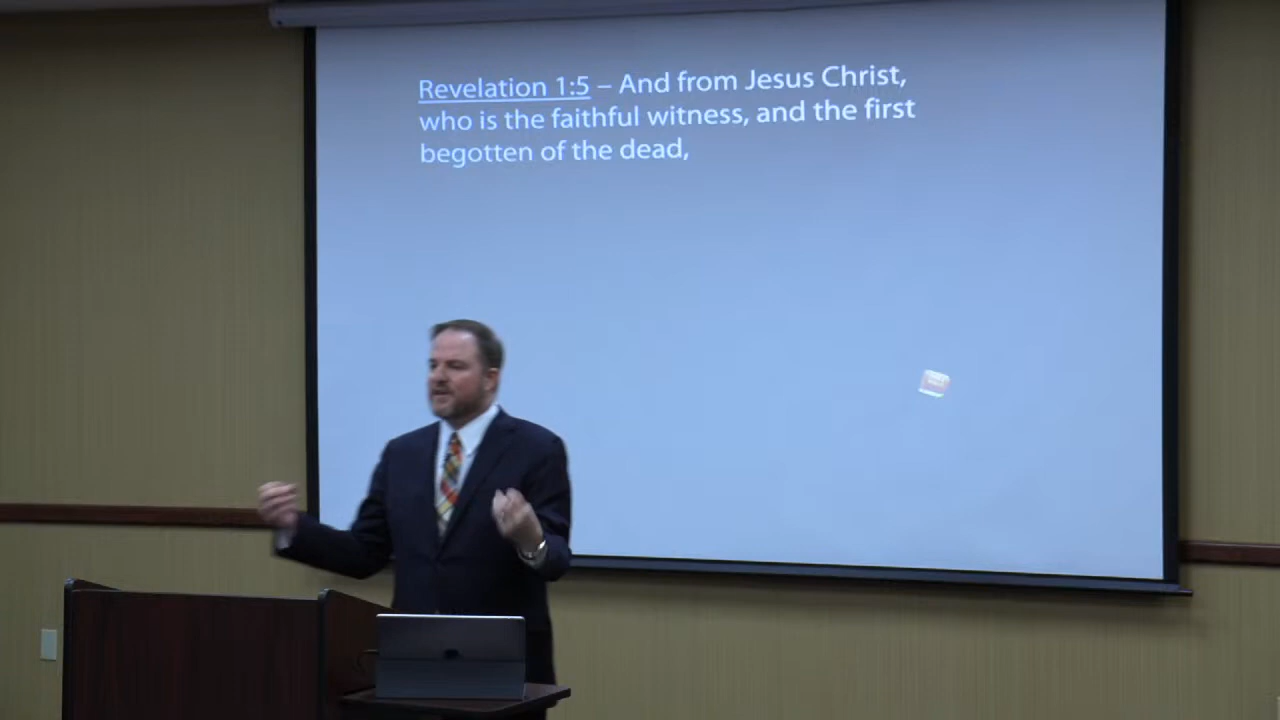 Revelation 1:5 – And from Jesus Christ,
who is the faithful witness, and the first
begotten of the dead,